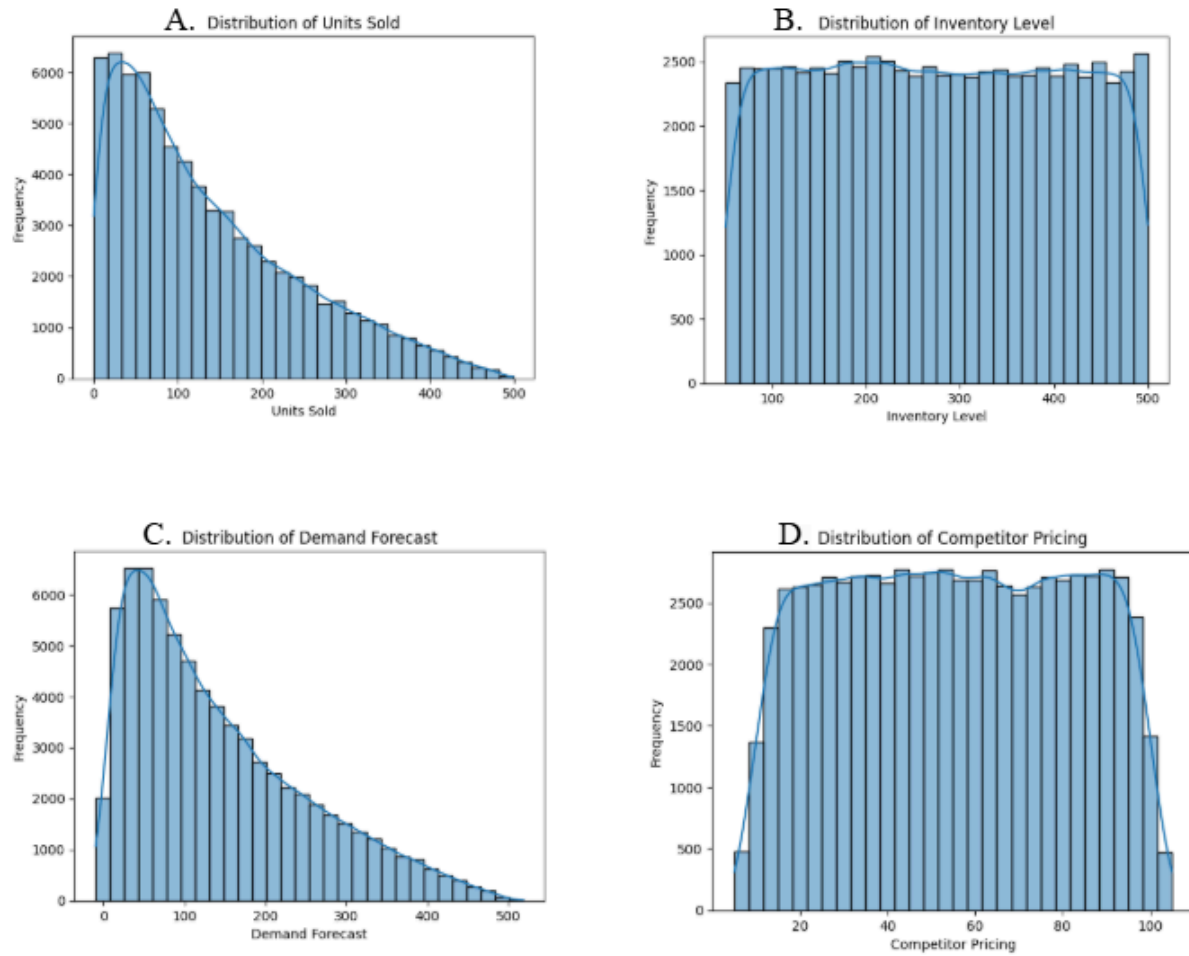 A. Distribution of Units Sold
6000
5000
4000
3000
2000
1000
0
Frequency
0 100 200 300 400 500
Units Sold
B. Distribution of Inventory Level
2500
2000
1500
1000
500
0
Frequency
100 200 300 400 500
Inventory Level
C. Distribution of Demand Forecast
6000
5000
4000
3000
2000
1000
0
Frequency
0 100 200 300 400 500
Demand Forecast
D. Distribution of Competitor Pricing
2500
2000
1500
1000
500
0
Frequency
20 40 60 80 100
Competitor Pricing